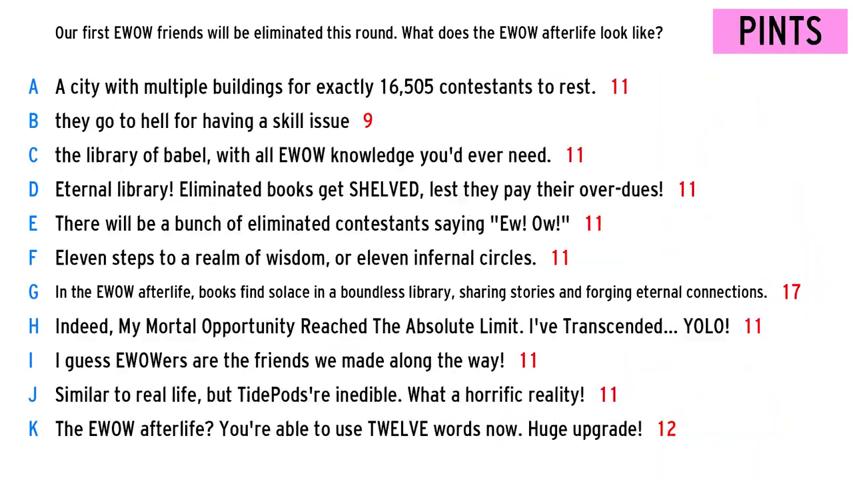 Our first EWOW friends will be eliminated this round. What does the EWOW afterlife look like?
PINTS
A A city with multiple buildings for exactly 16,505 contestants to rest. 11
B they go to hell for having a skill issue 9
C the library of babel, with all EWOW knowledge you'd ever need. 11
D Eternal library! Eliminated books get SHELVED, lest they pay their over-dues! 11
E There will be a bunch of eliminated contestants saying "Ew! Ow!" 11
F Eleven steps to a realm of wisdom, or eleven infernal circles. 11
G In the EWOW afterlife, books find solace in a boundless library, sharing stories and forging eternal connections. 17
H Indeed, My Mortal Opportunity Reached The Absolute Limit. I've Transcended... YOLO! 11
I I guess EWOWers are the friends we made along the way! 11
J Similar to real life, but TidePods're inedible. What a horrific reality! 11
K The EWOW afterlife? You're able to use TWELVE words now. Huge upgrade! 12